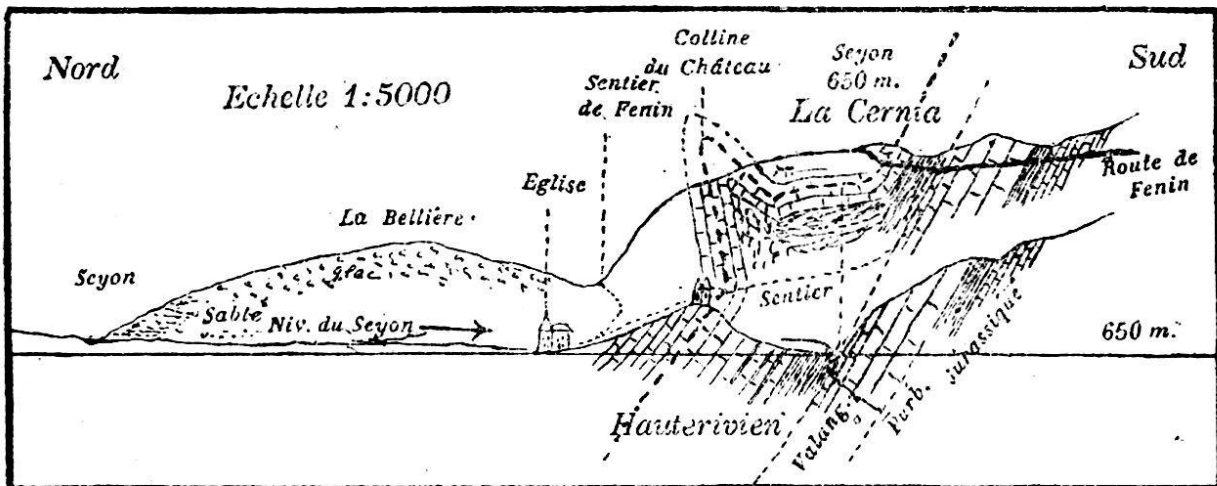 Nord
Echelle 1:5000
Sentier
de Fenin
Colline
du Château
Seyon
650 m.
La Cernia
Sud
Route de
Fenin
Eglise
La Bellière
Seyon
glac
Sable
Niv. du Seyon
Sentier
650 m.
Hauterivien
Valang.
Purb.
jurassique